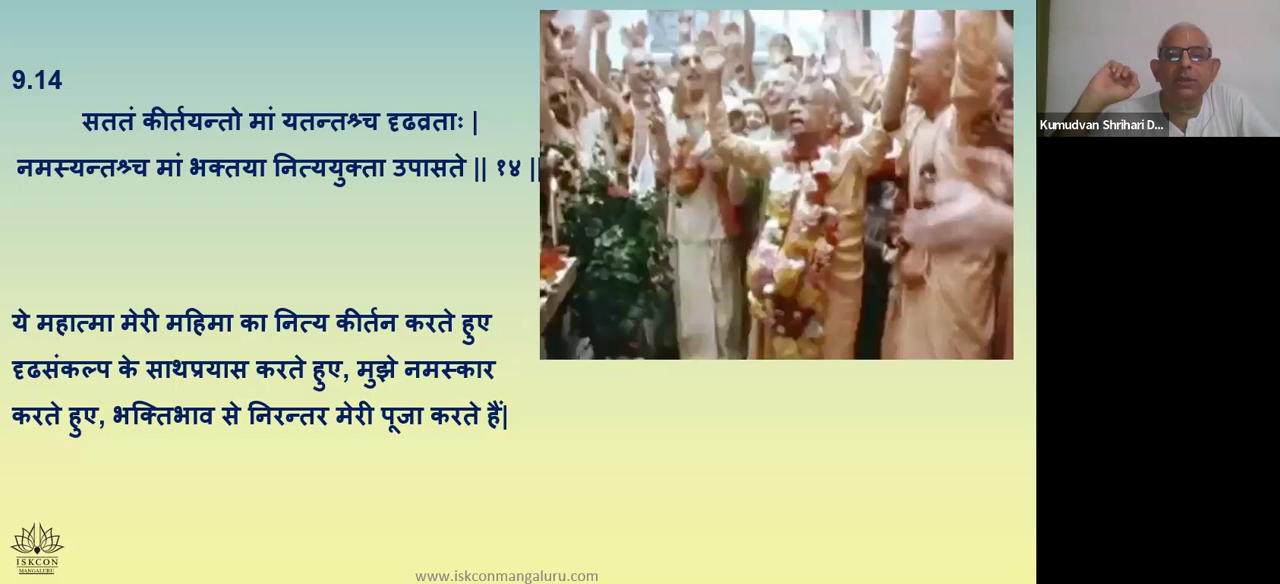 9.14
सततं कीर्तयन्तो मां यतन्तश्र्च दृढव्रताः |
नमस्यन्तश्र्च मां भक्तया नित्ययुक्ता उपासते || १४ ||
ये महात्मा मेरी महिमा का नित्य कीर्तन करते हुए
दृढसंकल्प के साथप्रयास करते हुए, मुझे नमस्कार
करते हुए, भक्तिभाव से निरन्तर मेरी पूजा करते हैं|
Kumudvan Shrihari D...
ISKCON
MANGALURU
www.iskconmangaluru.com